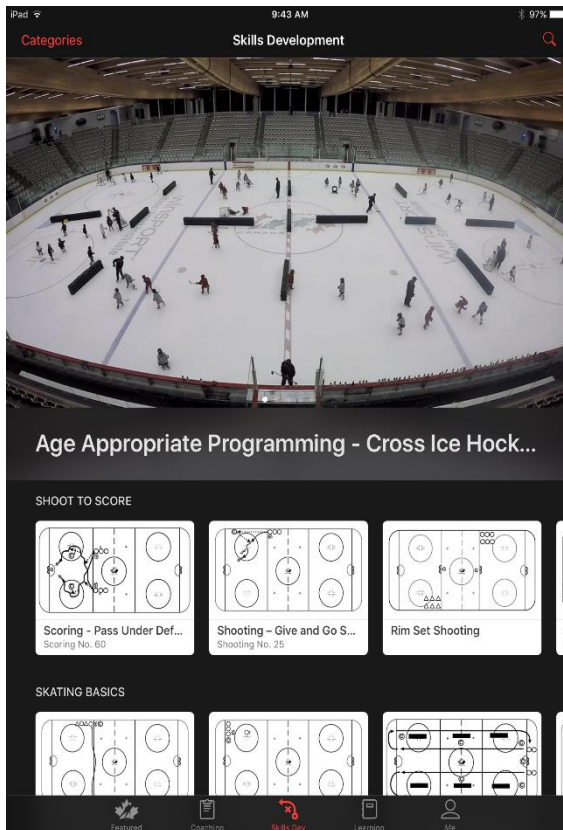 iPad 9:43 AM 97%
Categories Skills Development
WINSPORT
Age Appropriate Programming - Cross Ice Hock...
SHOOT TO SCORE
Scoring - Pass Under Def... Shooting – Give and Go S... Rim Set Shooting
Scoring No. 60 Shooting No. 25
SKATING BASICS
Featured Coaching Skills Dev Learning Me